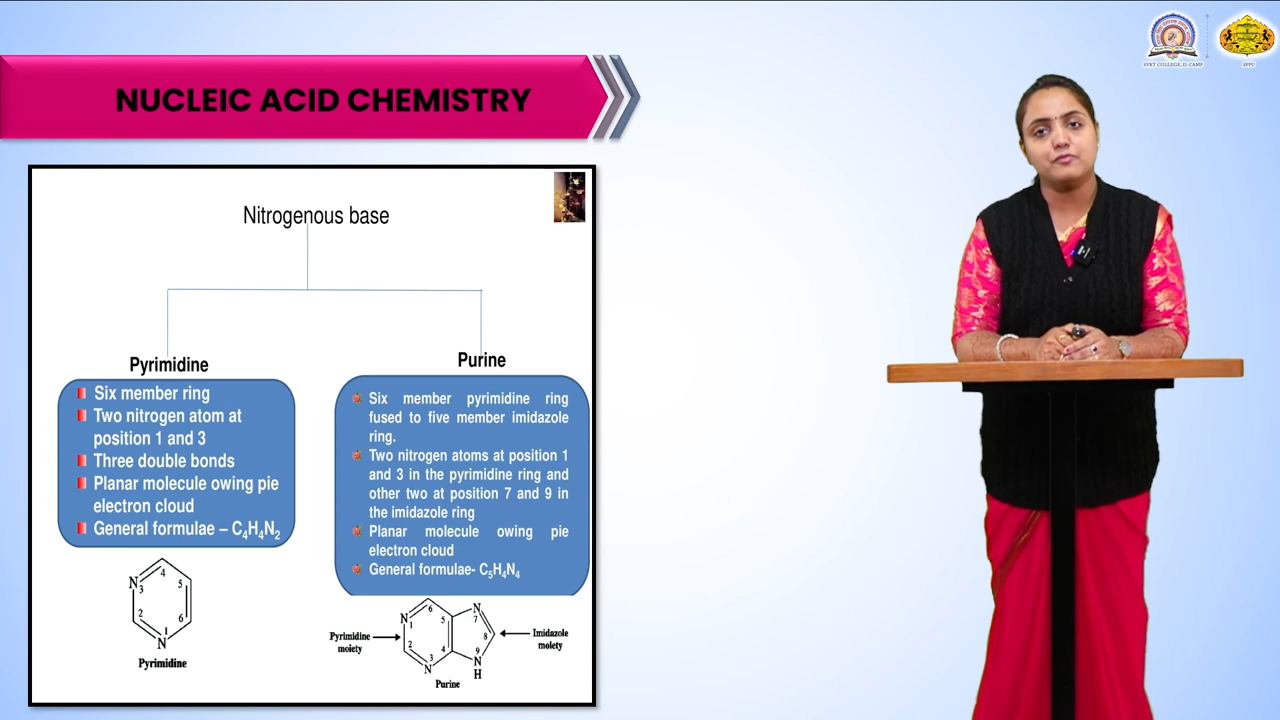 SVKT COLLEGE, D. CAMP
SPPU
NUCLEIC ACID CHEMISTRY
Nitrogenous base
Pyrimidine
Six member ring
Two nitrogen atom at
position 1 and 3
Three double bonds
Planar molecule owing pie
electron cloud
General formulae – C₄H₄N₂
N
3
4
5
2
6
1
N
Pyrimidine
Purine
Six member pyrimidine ring
fused to five member imidazole
ring.
Two nitrogen atoms at position 1
and 3 in the pyrimidine ring and
other two at position 7 and 9 in
the imidazole ring
Planar molecule owing pie
electron cloud
General formulae- C₅H₄N₄
Pyrimidine
moiety
N
1
6
5
N
7
8
2
4
9
3
N
N
H
Imidazole
moiety
Purine